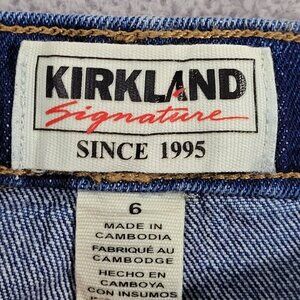 KIRKLAND
Signature
SINCE 1995
6
MADE IN
CAMBODIA
FABRIQUÉ AU
CAMBODGE
HECHO EN
CAMBOYA
CON INSUMOS